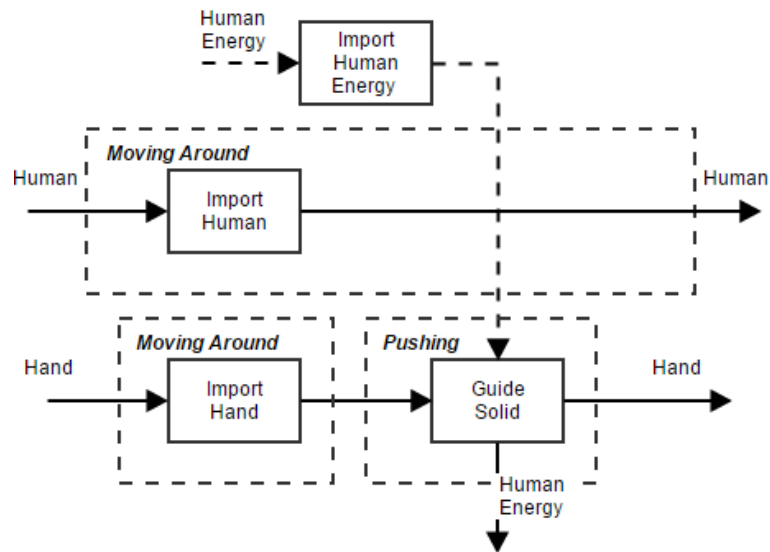 Human
Energy
Import
Human
Energy
Moving Around
Human
Import
Human
Human
Moving Around
Pushing
Hand
Import
Hand
Guide
Solid
Hand
Human
Energy